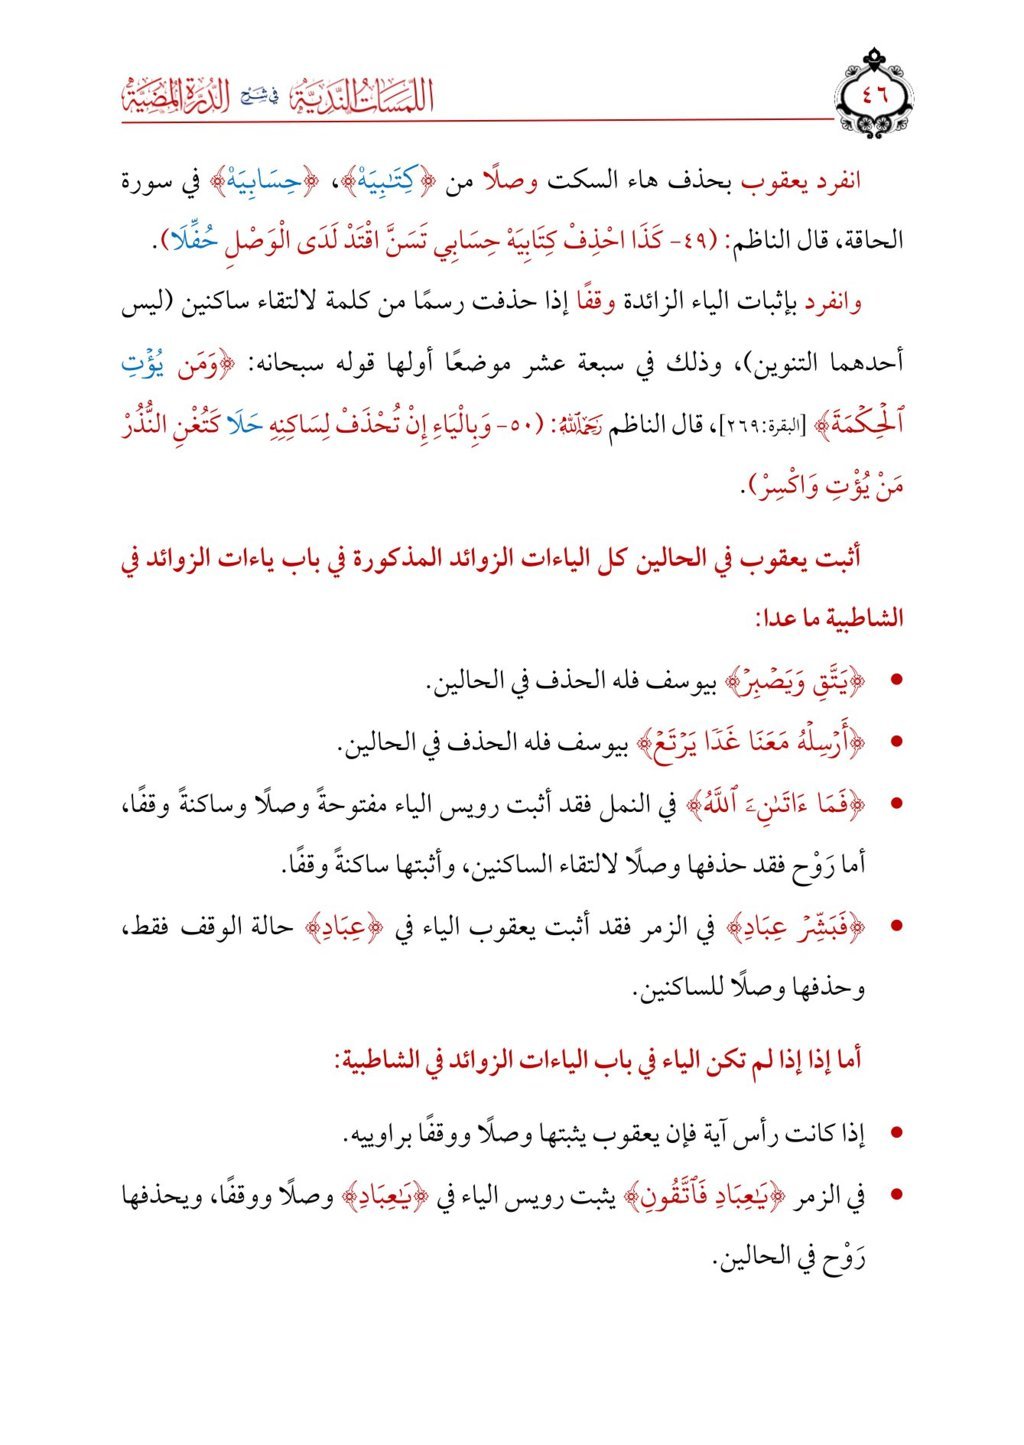 ٤٦
اللمسات الندية في شرح الدرة المضية
انفرد يعقوب بحذف هاء السكت وصلًا من ﴿كِتَٰبِيَهۡ﴾، ﴿حِسَابِيَهۡ﴾ في سورة
الحاقة، قال الناظم: (٤٩- كَذَا احْذِفْ كِتَابِيَهْ حِسَابِي تَسَنَّ اقْتَدْ لَدَى الْوَصْلِ حُفِّلَا).
وانفرد بإثبات الياء الزائدة وقفًا إذا حذفت رسمًا من كلمة لالتقاء ساكنين (ليس
أحدهما التنوين)، وذلك في سبعة عشر موضعًا أولها قوله سبحانه: ﴿وَمَن يُؤۡتِ
ٱلۡحِكۡمَةَ﴾ [البقرة:٢٦٩]، قال الناظم رَحِمَهُ ٱللَّهُ: (٥٠- وَبِالْيَاءِ إِنْ تُحْذَفْ لِسَاكِنِهِ حَلَا كَتُغْنِ النُّذُرْ
مَنْ يُؤْتِ وَاكْسِرْ).
أثبت يعقوب في الحالين كل الياءات الزوائد المذكورة في باب ياءات الزوائد في
الشاطبية ما عدا:
• ﴿يَتَّقِ وَيَصۡبِرۡ﴾ بيوسف فله الحذف في الحالين.
• ﴿أَرۡسِلۡهُ مَعَنَا غَدٗا يَرۡتَعۡ﴾ بيوسف فله الحذف في الحالين.
• ﴿فَمَا ءَاتَىٰنِۦَ ٱللَّهُ﴾ في النمل فقد أثبت رويس الياء مفتوحةً وصلًا وساكنةً وقفًا،
أما رَوْح فقد حذفها وصلًا لالتقاء الساكنين، وأثبتها ساكنةً وقفًا.
• ﴿فَبَشِّرۡ عِبَادِ﴾ في الزمر فقد أثبت يعقوب الياء في ﴿عِبَادِ﴾ حالة الوقف فقط،
وحذفها وصلًا للساكنين.
أما إذا إذا لم تكن الياء في باب الياءات الزوائد في الشاطبية:
• إذا كانت رأس آية فإن يعقوب يثبتها وصلًا ووقفًا براوييه.
• في الزمر ﴿يَٰعِبَادِ فَٱتَّقُونِ﴾ يثبت رويس الياء في ﴿يَٰعِبَادِ﴾ وصلًا ووقفًا، ويحذفها
رَوْح في الحالين.